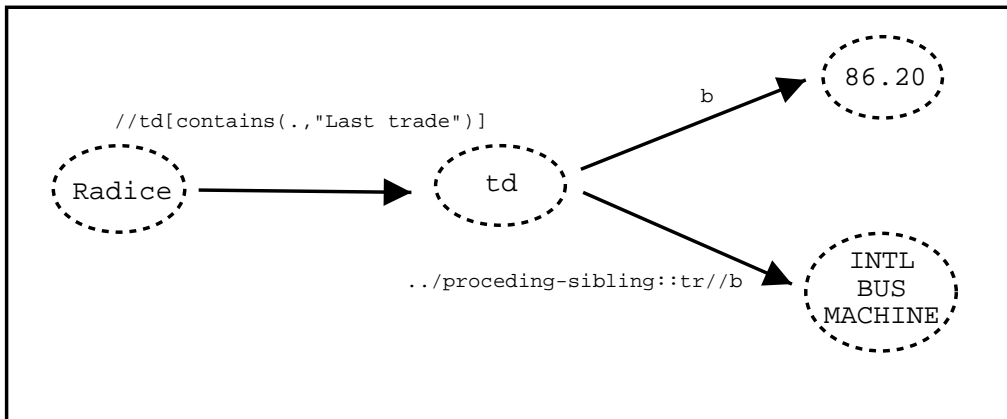 86.20
b
//td[contains(.,"Last trade")]
Radice
td
../proceding-sibling::tr//b
INTL
BUS
MACHINE